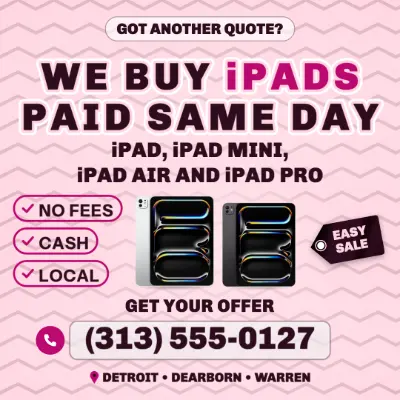 GOT ANOTHER QUOTE?
WE BUY iPADS
PAID SAME DAY
iPAD, iPAD MINI,
iPAD AIR AND iPAD PRO
NO FEES
CASH
LOCAL
EASY
SALE
GET YOUR OFFER
(313) 555-0127
DETROIT • DEARBORN • WARREN